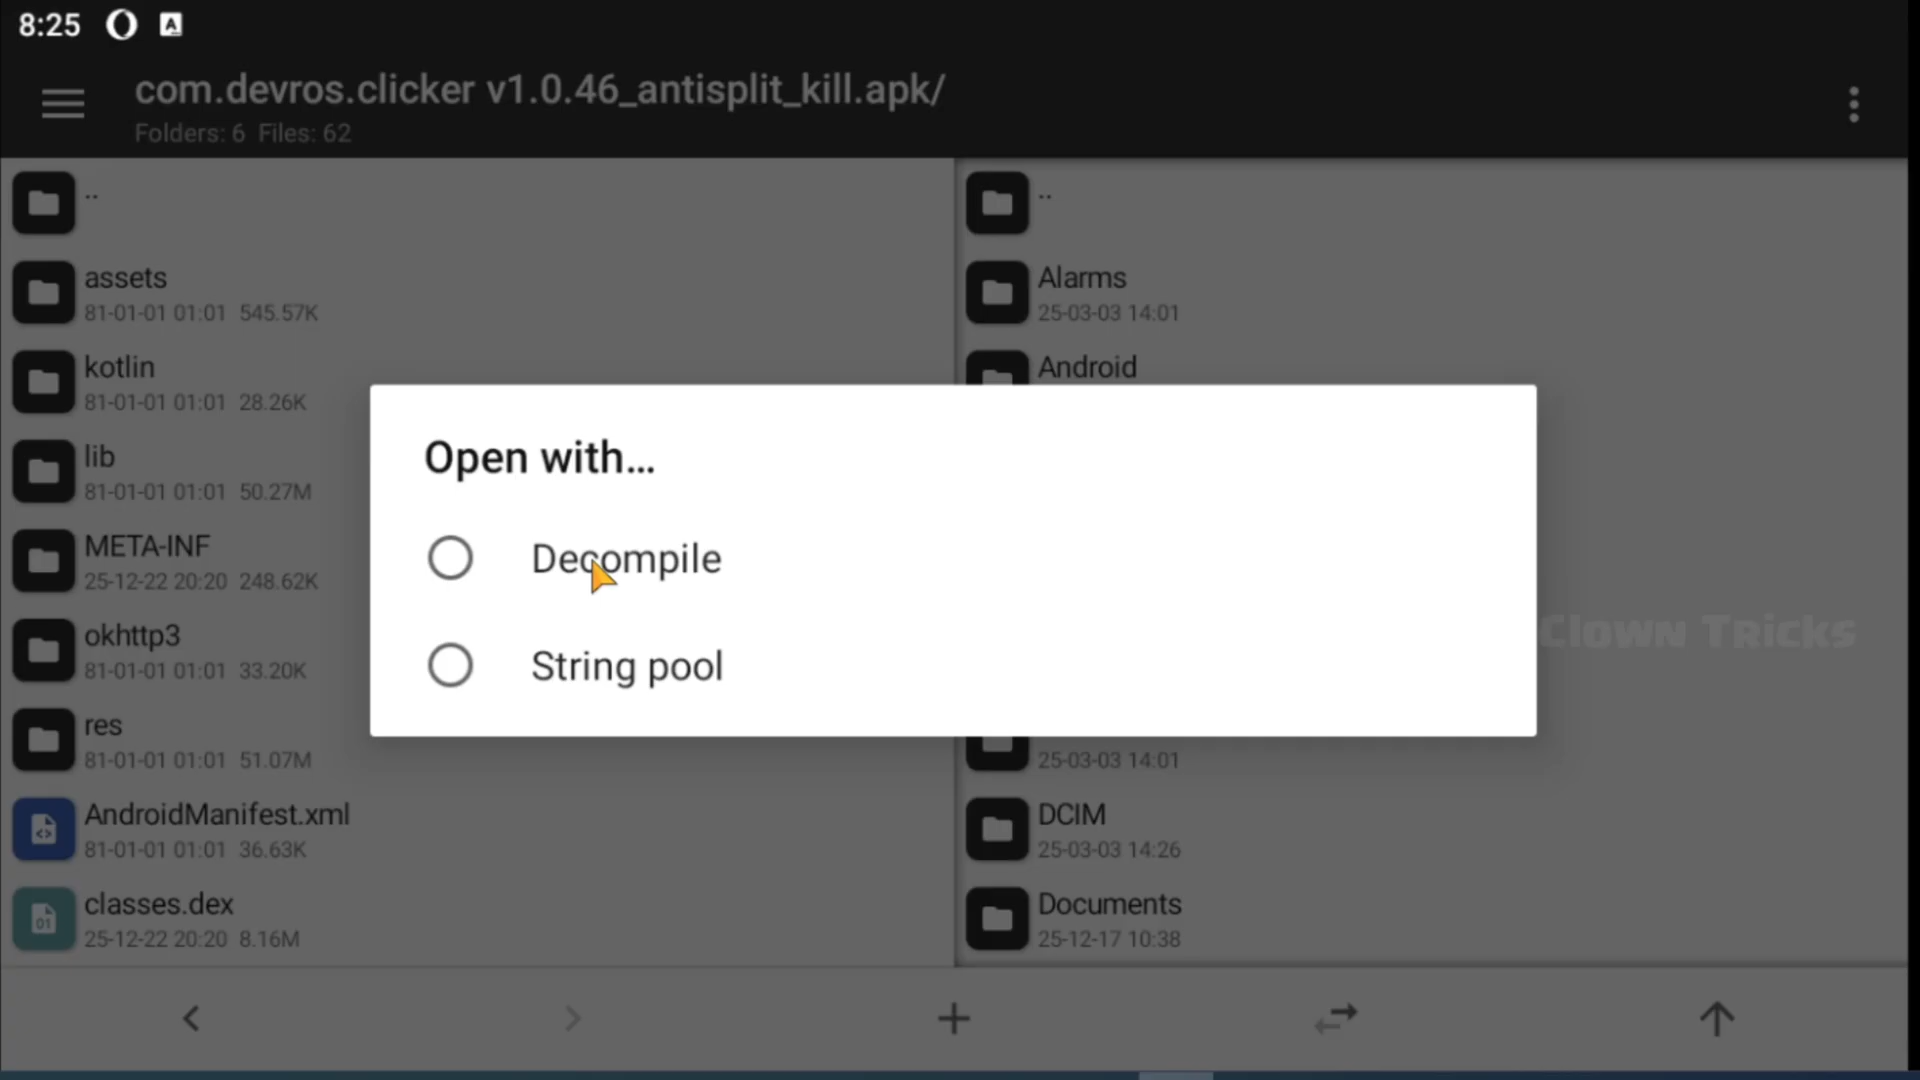 8:25
com.devros.clicker v1.0.46_antisplit_kill.apk/
Folders: 6 Files: 62
..
assets
81-01-01 01:01 545.57K
kotlin
81-01-01 01:01 28.26K
lib
81-01-01 01:01 50.27M
META-INF
25-12-22 20:20 248.62K
okhttp3
81-01-01 01:01 33.20K
res
81-01-01 01:01 51.07M
AndroidManifest.xml
81-01-01 01:01 36.63K
classes.dex
25-12-22 20:20 8.16M
..
Alarms
25-03-03 14:01
Android
25-03-03 14:01
DCIM
25-03-03 14:26
Documents
25-12-17 10:38
Open with...
Decompile
String pool
Clown Tricks